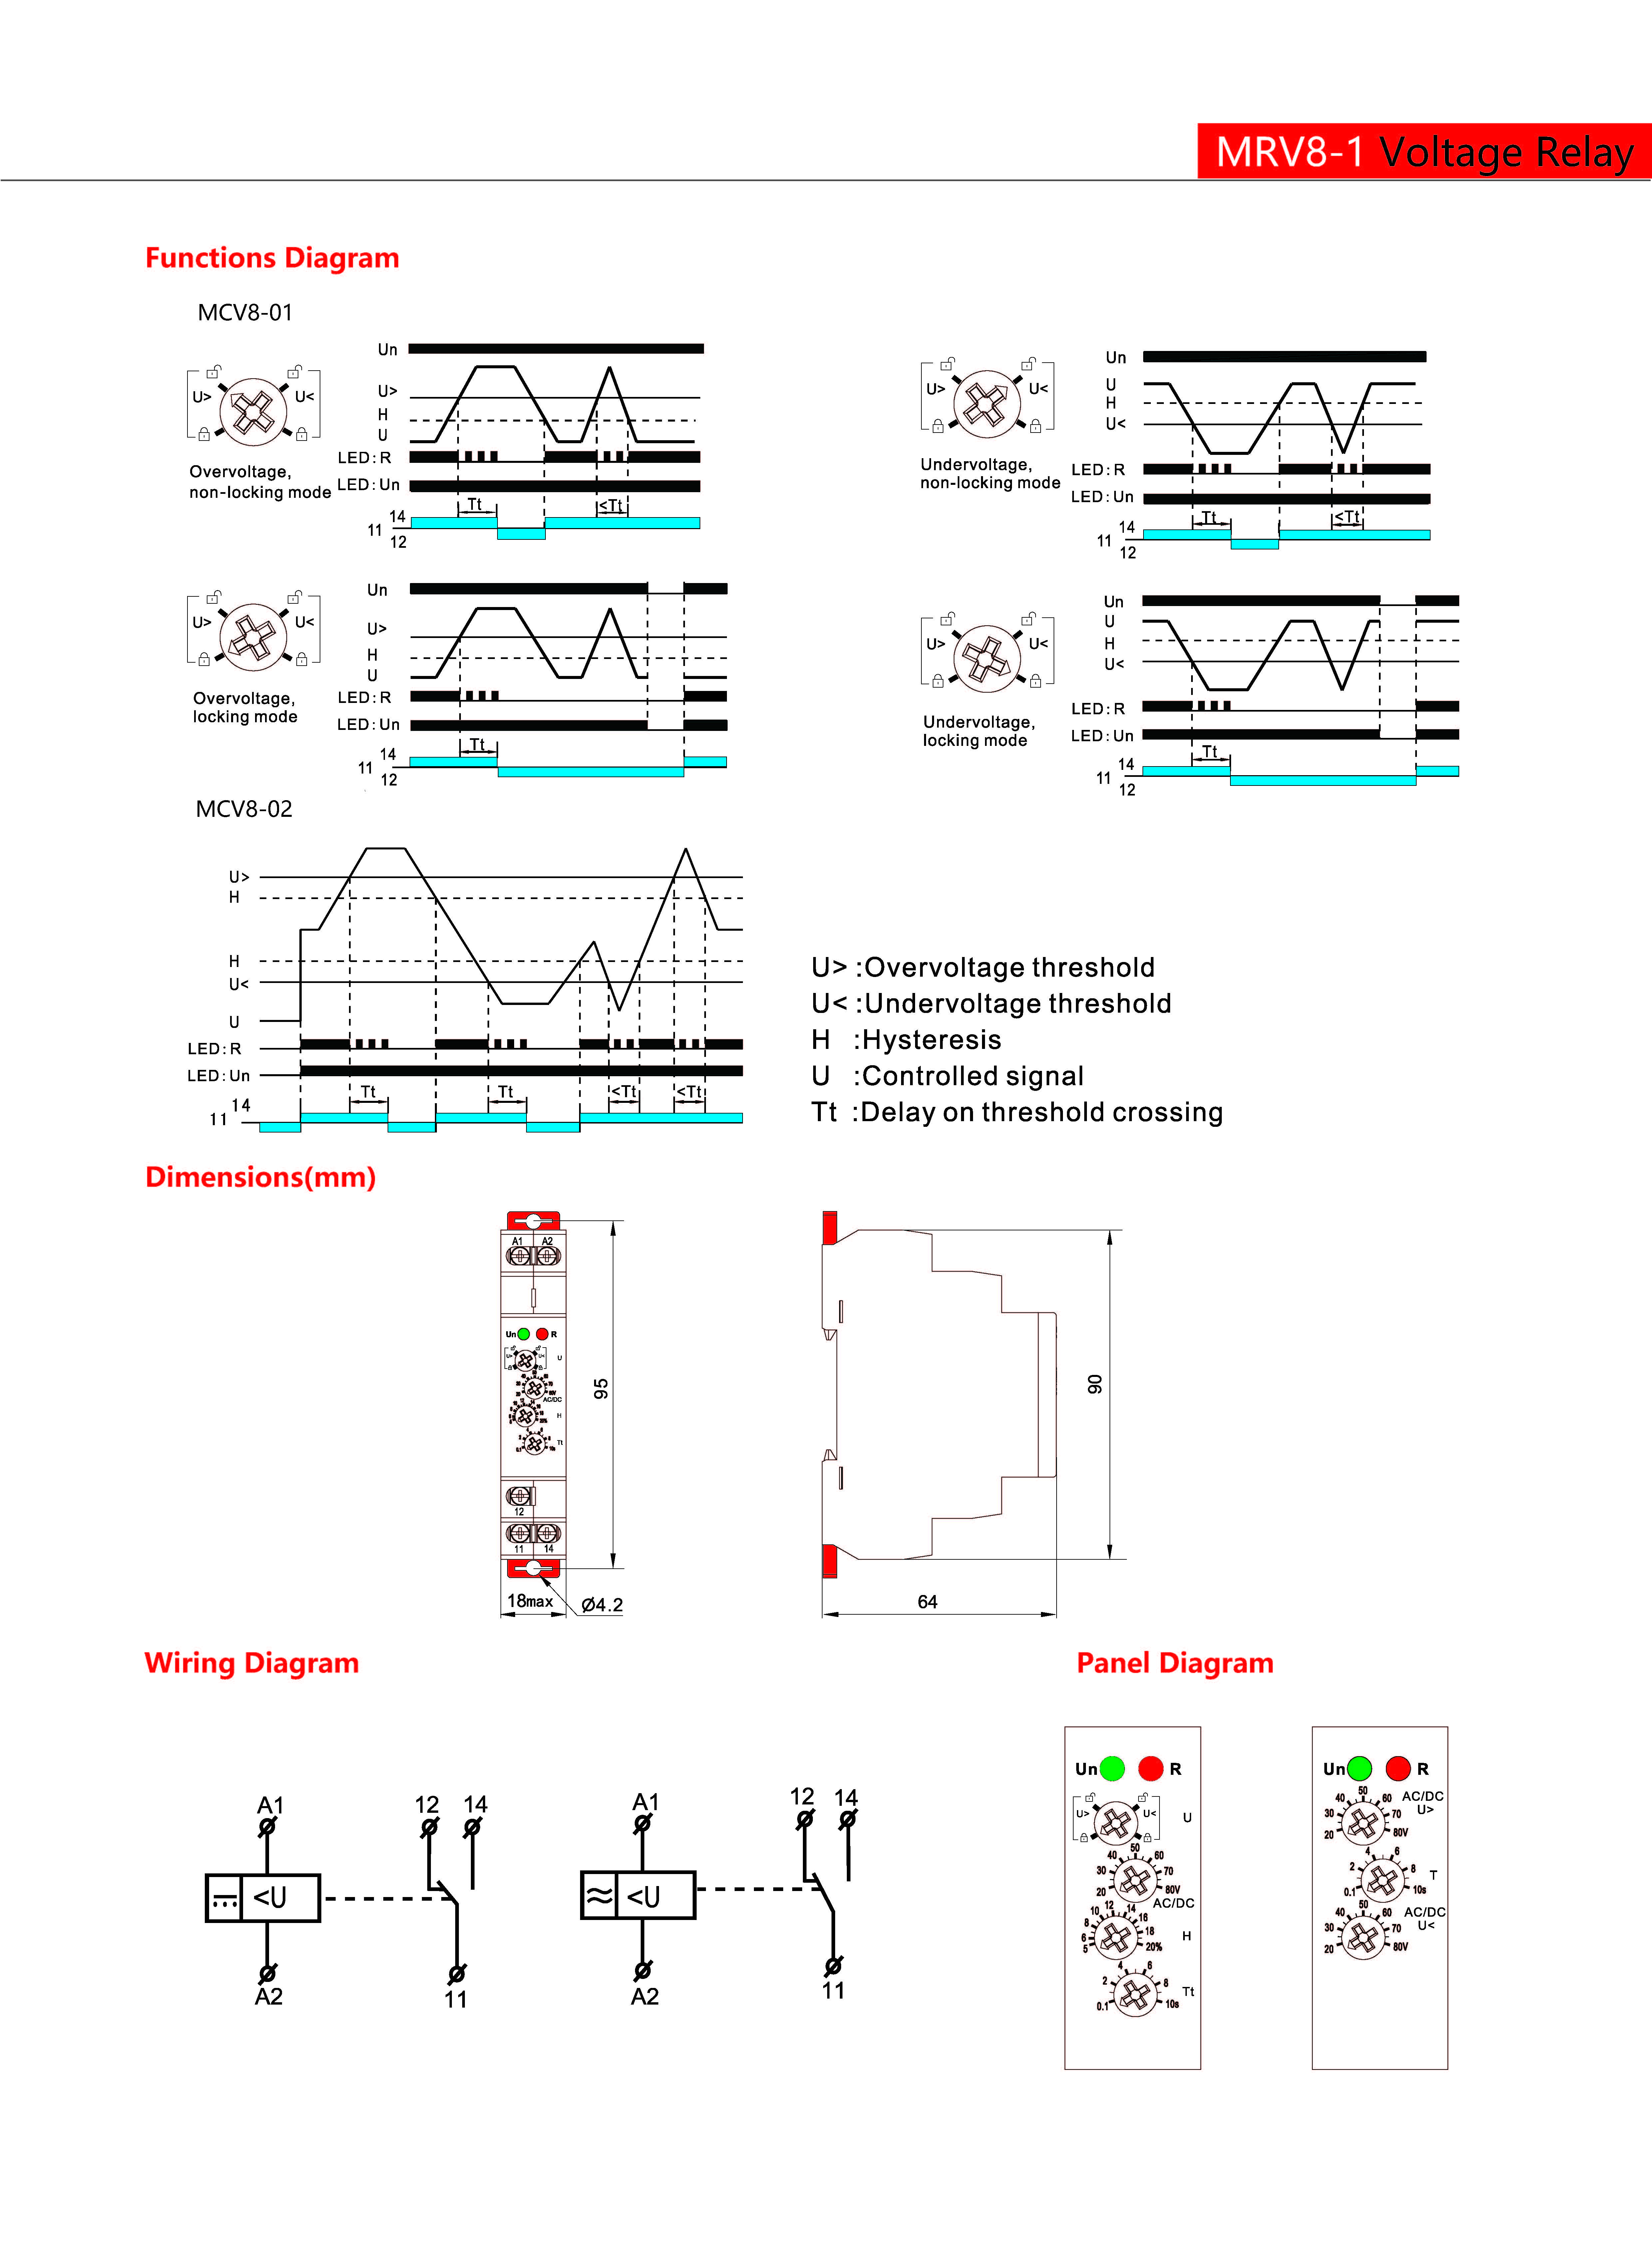 MRV8-1 Voltage Relay
Functions Diagram
MCV8-01
Un
U>
H
U
LED:R
LED:Un
Tt
<Tt
14
11
12
U>
U<
Overvoltage,
non-locking mode
Un
U
H
U<
LED:R
LED:Un
Tt
<Tt
14
11
12
U>
U<
Undervoltage,
non-locking mode
Un
U>
H
U
LED:R
LED:Un
Tt
14
11
12
U>
U<
Overvoltage,
locking mode
Un
U
H
U<
LED:R
LED:Un
Tt
14
11
12
U>
U<
Undervoltage,
locking mode
MCV8-02
U>
H
H
U<
U
LED:R
LED:Un
Tt
Tt
<Tt
<Tt
14
11
U> :Overvoltage threshold
U< :Undervoltage threshold
H :Hysteresis
U :Controlled signal
Tt :Delay on threshold crossing
Dimensions(mm)
A1 A2
Un R
U> U< U
AC/DC
H
Tt
12
11 14
95
18max
Ø4.2
90
64
Wiring Diagram
A1
12 14
<U
A2
11
A1
12 14
<U
A2
11
Panel Diagram
Un R
U> U< U
20 30 40 50 60 70 80V
AC/DC
5 6 8 10 12 14 16 18 20%
H
0.1 2 4 6 8 10s
Tt
Un R
20 30 40 50 60 70 80V
AC/DC
U>
0.1 2 4 6 8 10s
T
20 30 40 50 60 70 80V
AC/DC
U<